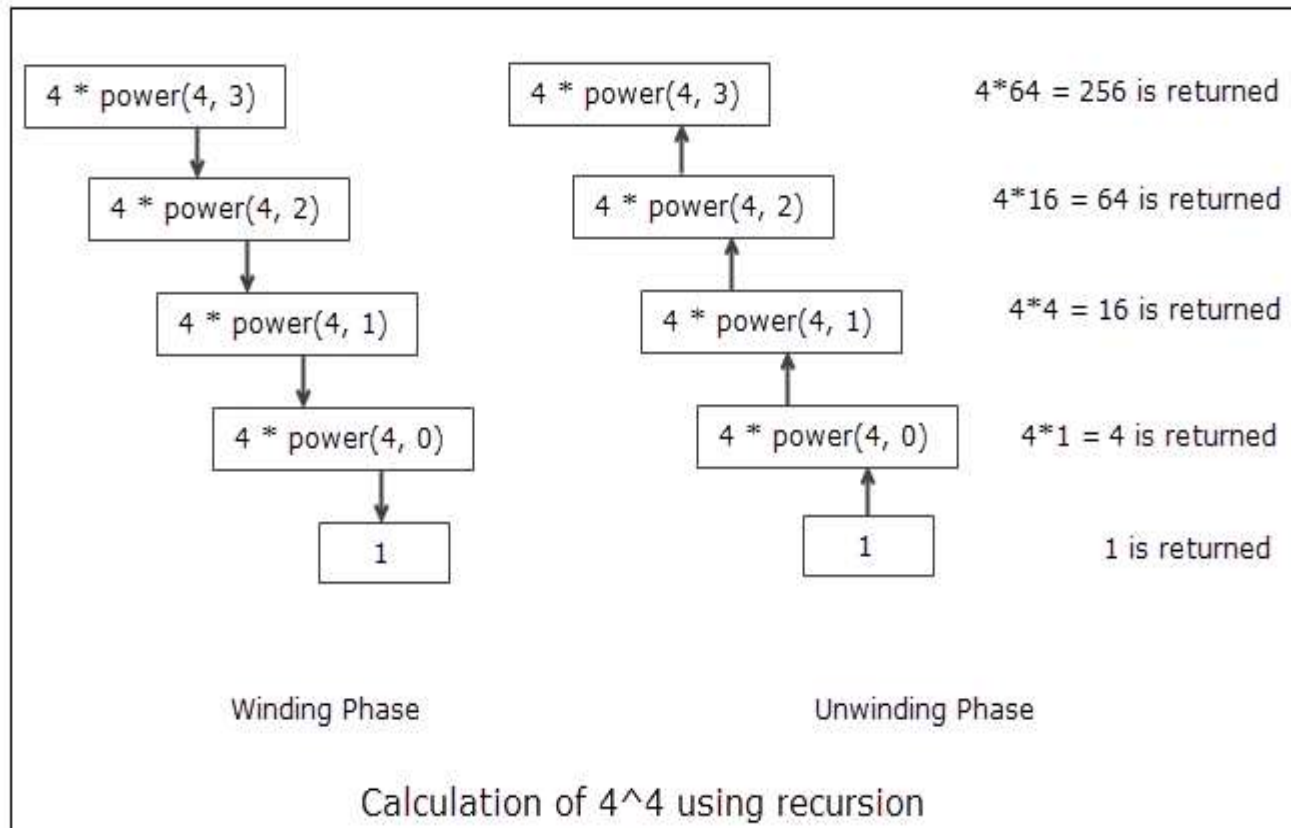 4 * power(4, 3)
4 * power(4, 2)
4 * power(4, 1)
4 * power(4, 0)
1
Winding Phase
4 * power(4, 3)
4*64 = 256 is returned
4 * power(4, 2)
4*16 = 64 is returned
4 * power(4, 1)
4*4 = 16 is returned
4 * power(4, 0)
4*1 = 4 is returned
1
1 is returned
Unwinding Phase
Calculation of 4^4 using recursion